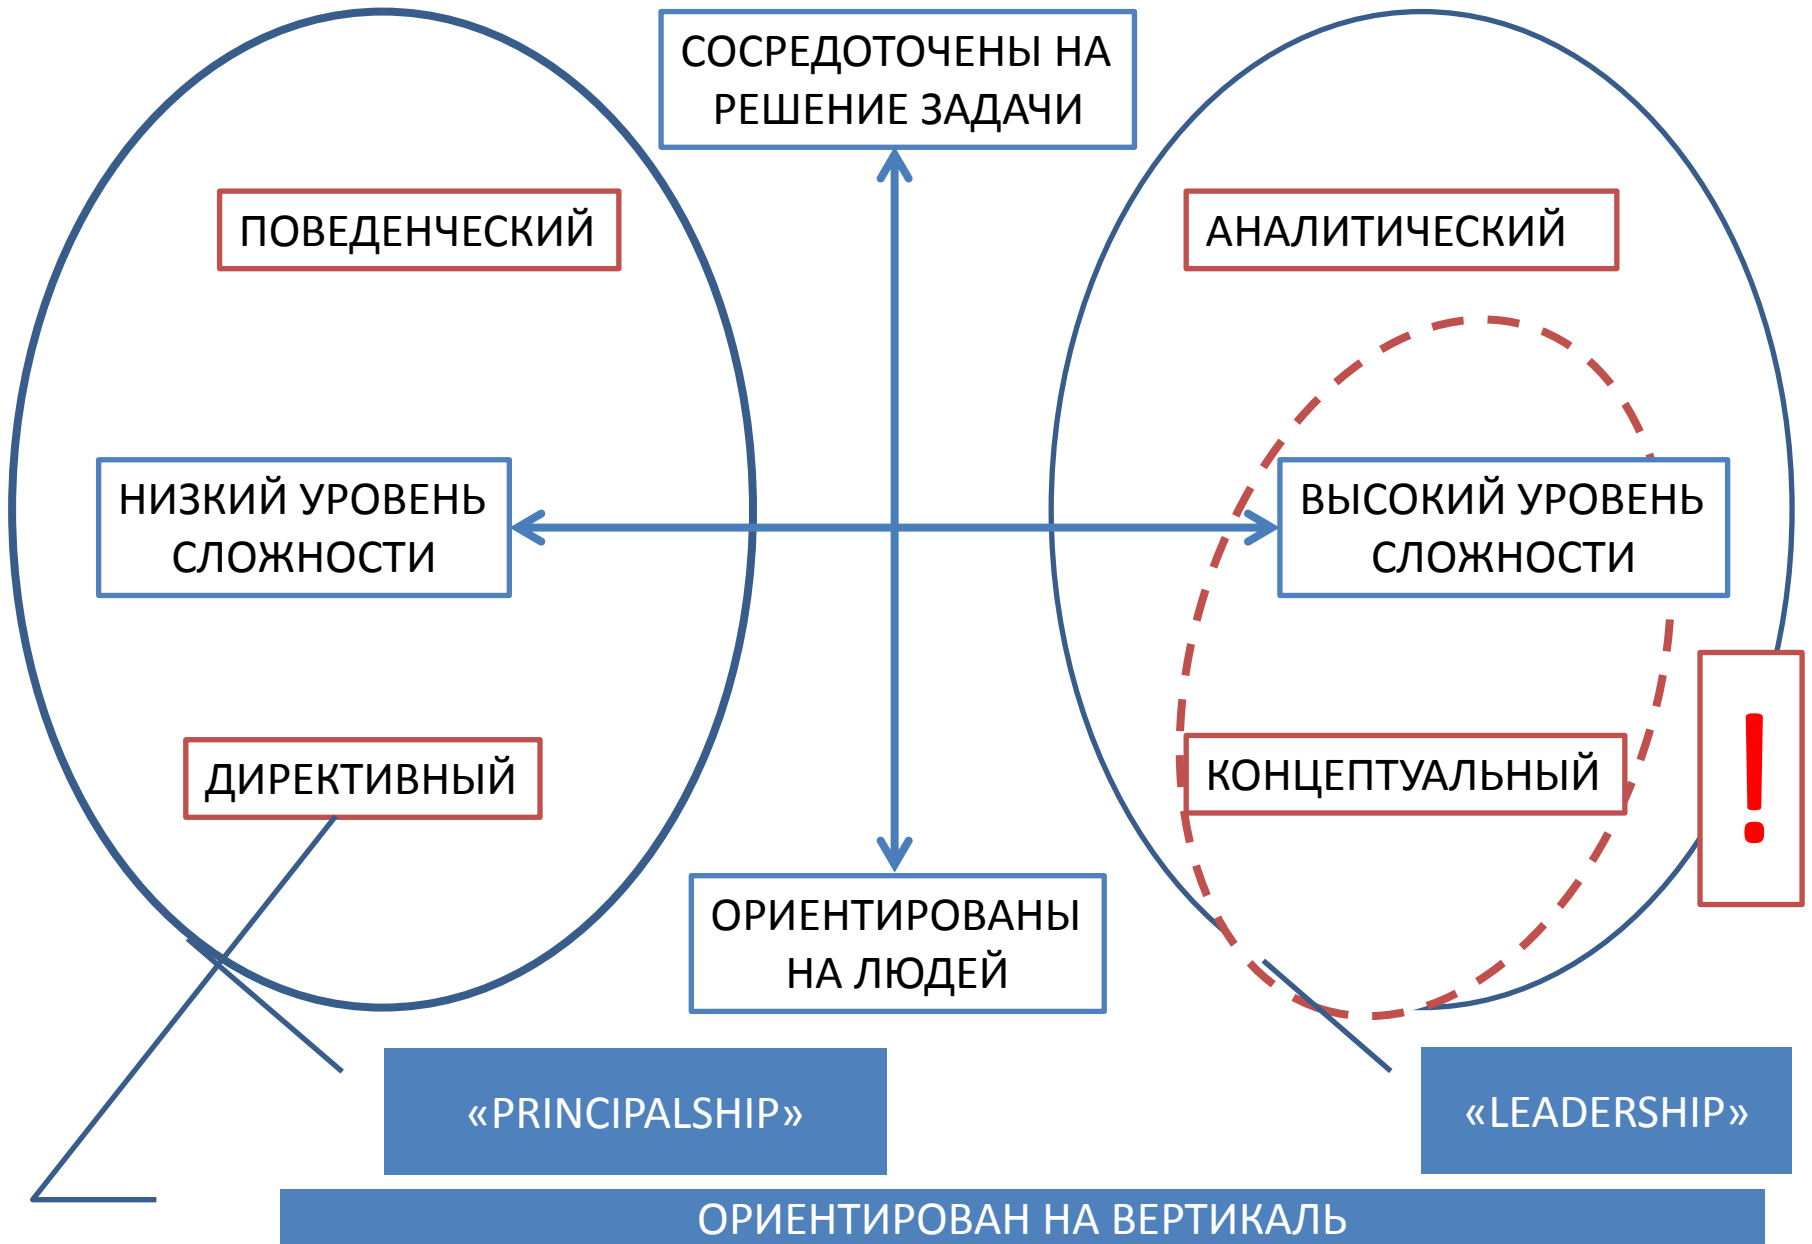 СОСРЕДОТОЧЕНЫ НА
РЕШЕНИЕ ЗАДАЧИ
ПОВЕДЕНЧЕСКИЙ
АНАЛИТИЧЕСКИЙ
НИЗКИЙ УРОВЕНЬ
СЛОЖНОСТИ
ВЫСОКИЙ УРОВЕНЬ
СЛОЖНОСТИ
ДИРЕКТИВНЫЙ
КОНЦЕПТУАЛЬНЫЙ
!
ОРИЕНТИРОВАНЫ
НА ЛЮДЕЙ
«PRINCIPALSHIP»
«LEADERSHIP»
ОРИЕНТИРОВАН НА ВЕРТИКАЛЬ